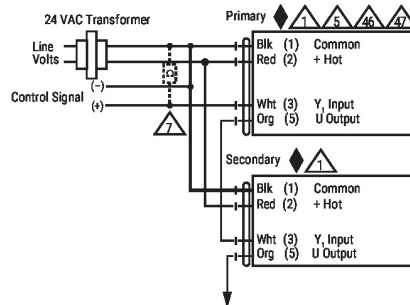 24 VAC Transformer
Primary 1 5 46 47
Line
Volts
Blk (1) Common
Red (2) + Hot
Ω
Control Signal (–)
(+)
Wht (3) Y₁ Input
Org (5) U Output
7
Secondary 1
Blk (1) Common
Red (2) + Hot
Wht (3) Y₁ Input
Org (5) U Output